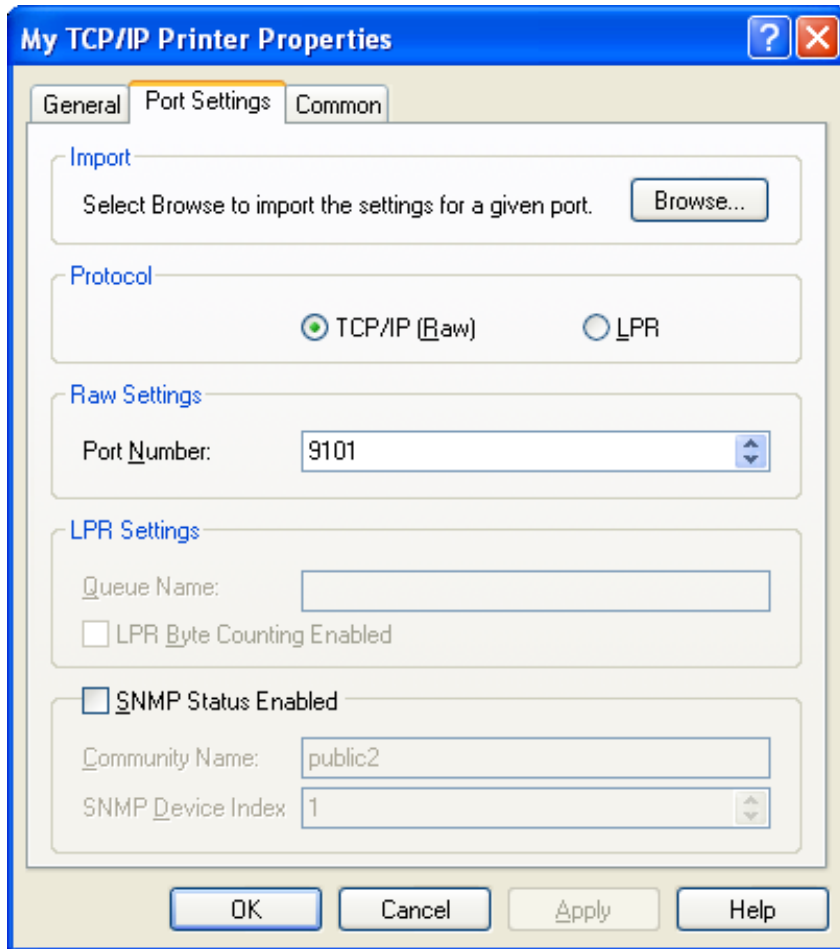 My TCP/IP Printer Properties
General Port Settings Common
Import
Select Browse to import the settings for a given port. Browse...
Protocol
TCP/IP (Raw) LPR
Raw Settings
Port Number: 9101
LPR Settings
Queue Name:
LPR Byte Counting Enabled
SNMP Status Enabled
Community Name: public2
SNMP Device Index 1
OK Cancel Apply Help